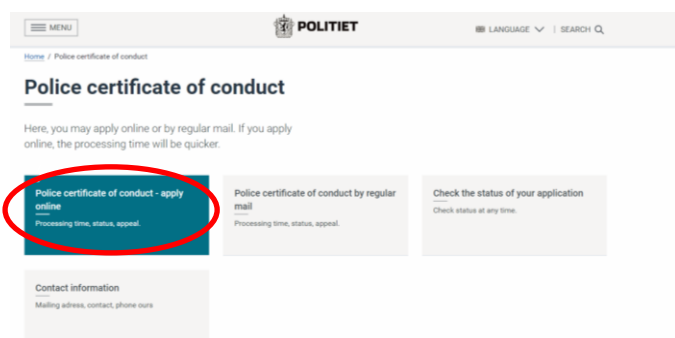 MENU
POLITIET
LANGUAGE | SEARCH
Home / Police certificate of conduct
Police certificate of conduct
Here, you may apply online or by regular mail. If you apply
online, the processing time will be quicker.
Police certificate of conduct - apply
online
Processing time, status, appeal.
Police certificate of conduct by regular
mail
Processing time, status, appeal.
Check the status of your application
Check status at any time.
Contact information
Mailing adress, contact, phone ours